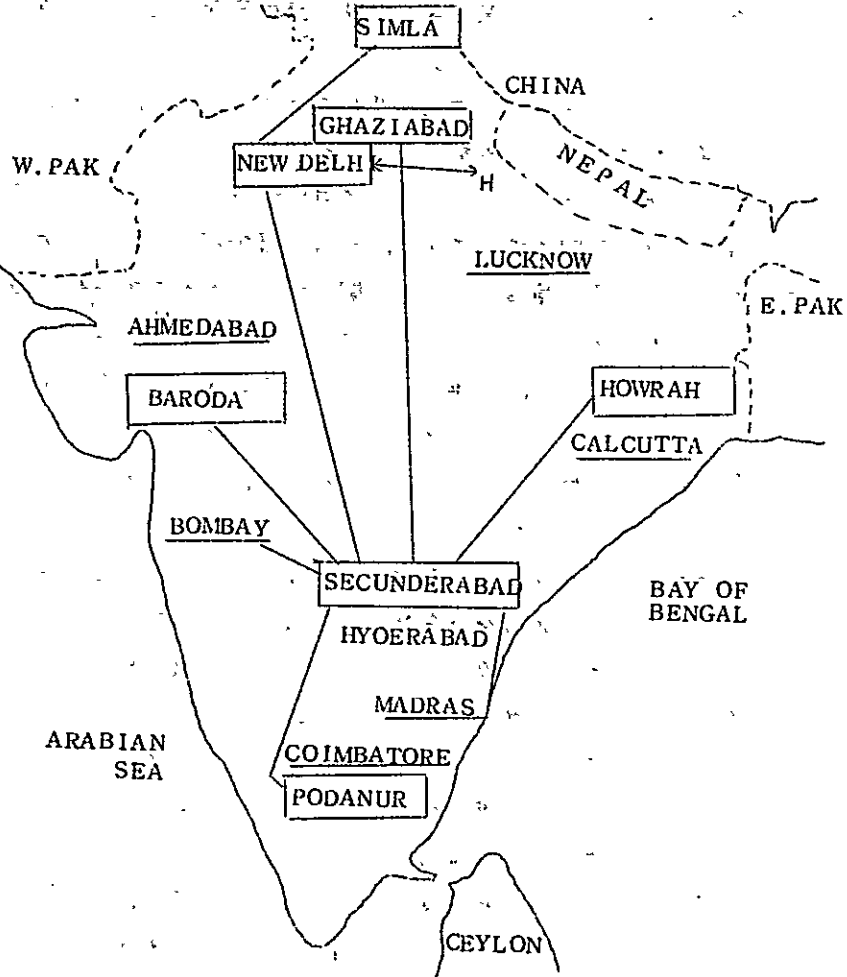 SIMLA
CHINA
GHAZIABAD
W. PAK
NEW DELHI
H
NEPAL
LUCKNOW
E. PAK
AHMEDABAD
BARODA
HOWRAH
CALCUTTA
BOMBAY
SECUNDERABAD
BAY OF
BENGAL
HYOERABAD
MADRAS
ARABIAN
SEA
COIMBATORE
PODANUR
CEYLON